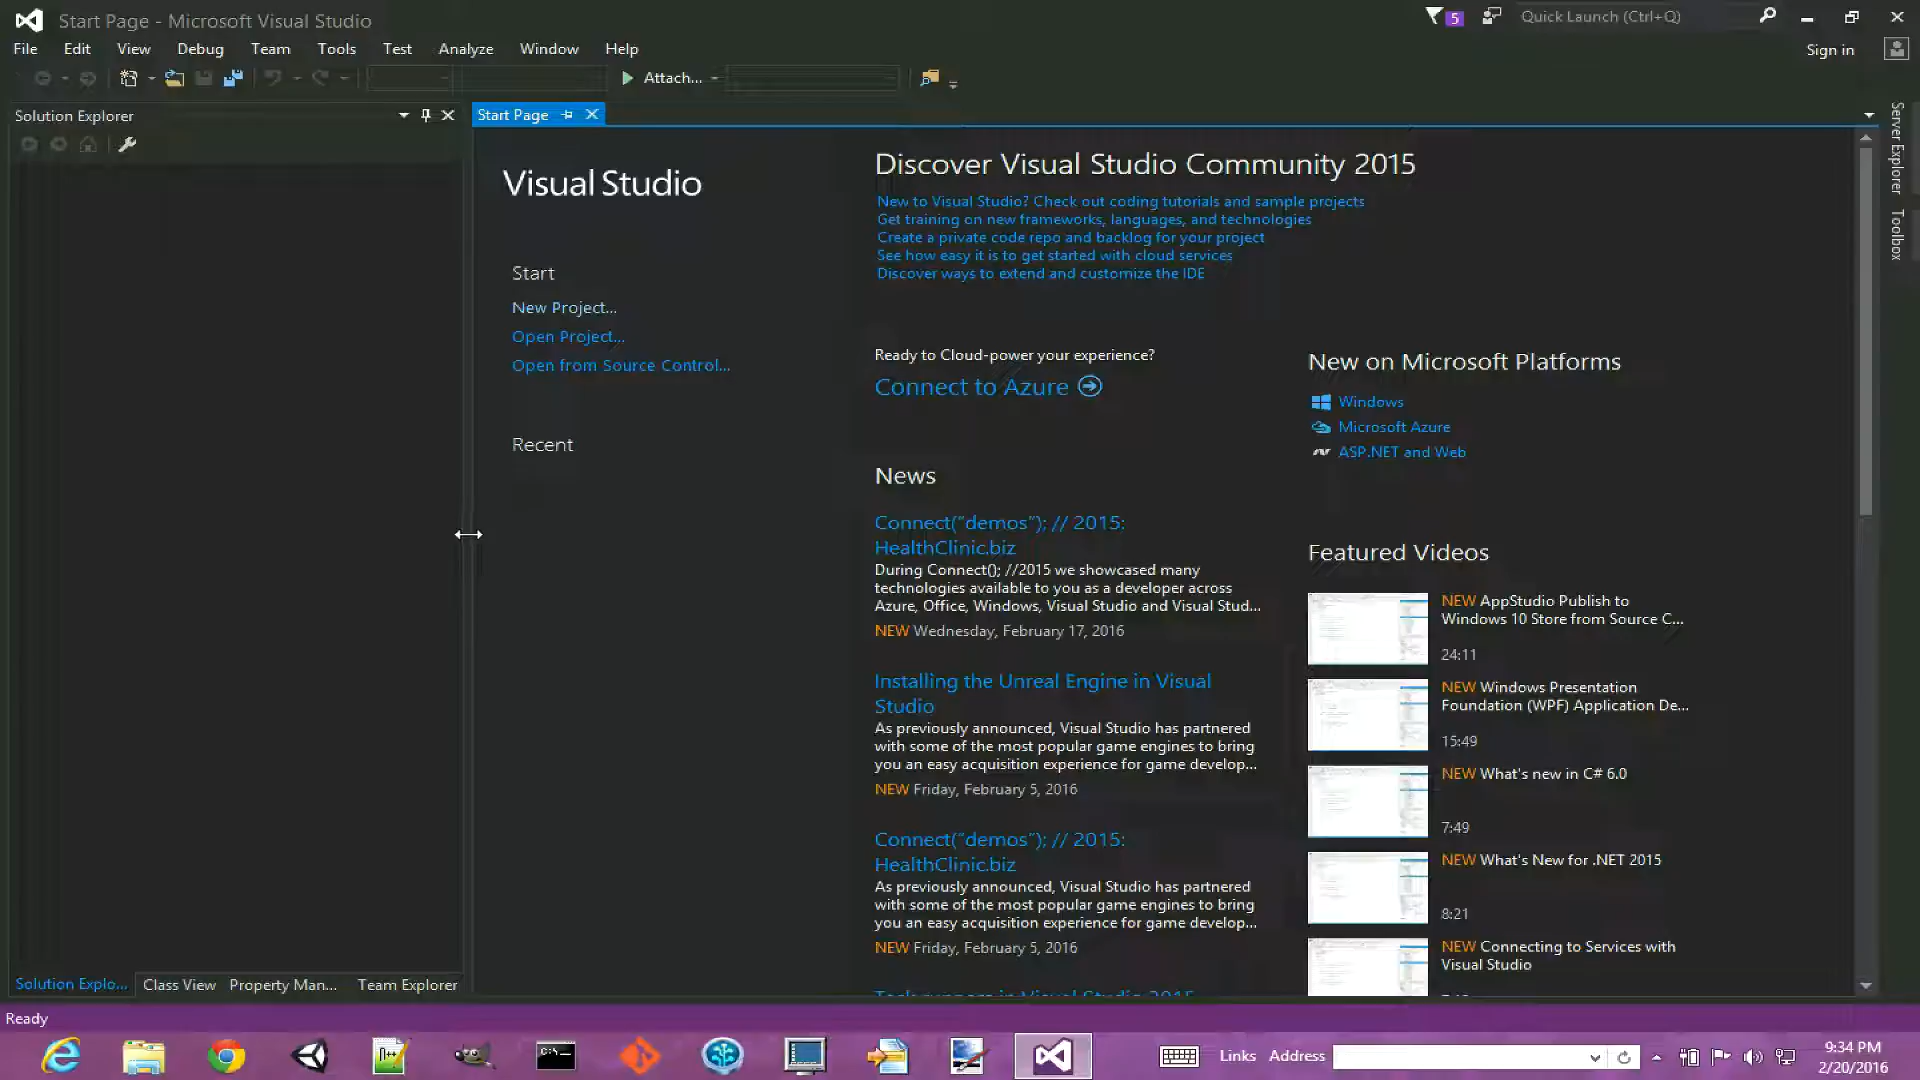 Start Page - Microsoft Visual Studio
5
Quick Launch (Ctrl+Q)
File Edit View Debug Team Tools Test Analyze Window Help
Sign in
Attach...
Solution Explorer
Start Page
Server Explorer
Toolbox
Visual Studio
Start
New Project...
Open Project...
Open from Source Control...
Recent
Discover Visual Studio Community 2015
New to Visual Studio? Check out coding tutorials and sample projects
Get training on new frameworks, languages, and technologies
Create a private code repo and backlog for your project
See how easy it is to get started with cloud services
Discover ways to extend and customize the IDE
Ready to Cloud-power your experience?
Connect to Azure
News
Connect("demos"); // 2015:
HealthClinic.biz
During Connect(); //2015 we showcased many
technologies available to you as a developer across
Azure, Office, Windows, Visual Studio and Visual Stud...
NEW Wednesday, February 17, 2016
Installing the Unreal Engine in Visual
Studio
As previously announced, Visual Studio has partnered
with some of the most popular game engines to bring
you an easy acquisition experience for game develop...
NEW Friday, February 5, 2016
Connect("demos"); // 2015:
HealthClinic.biz
As previously announced, Visual Studio has partnered
with some of the most popular game engines to bring
you an easy acquisition experience for game develop...
NEW Friday, February 5, 2016
New on Microsoft Platforms
Windows
Microsoft Azure
ASP.NET and Web
Featured Videos
NEW AppStudio Publish to
Windows 10 Store from Source C...
24:11
NEW Windows Presentation
Foundation (WPF) Application De...
15:49
NEW What's new in C# 6.0
7:49
NEW What's New for .NET 2015
8:21
NEW Connecting to Services with
Visual Studio
Solution Explo... Class View Property Man... Team Explorer
Ready
Links Address
9:34 PM
2/20/2016